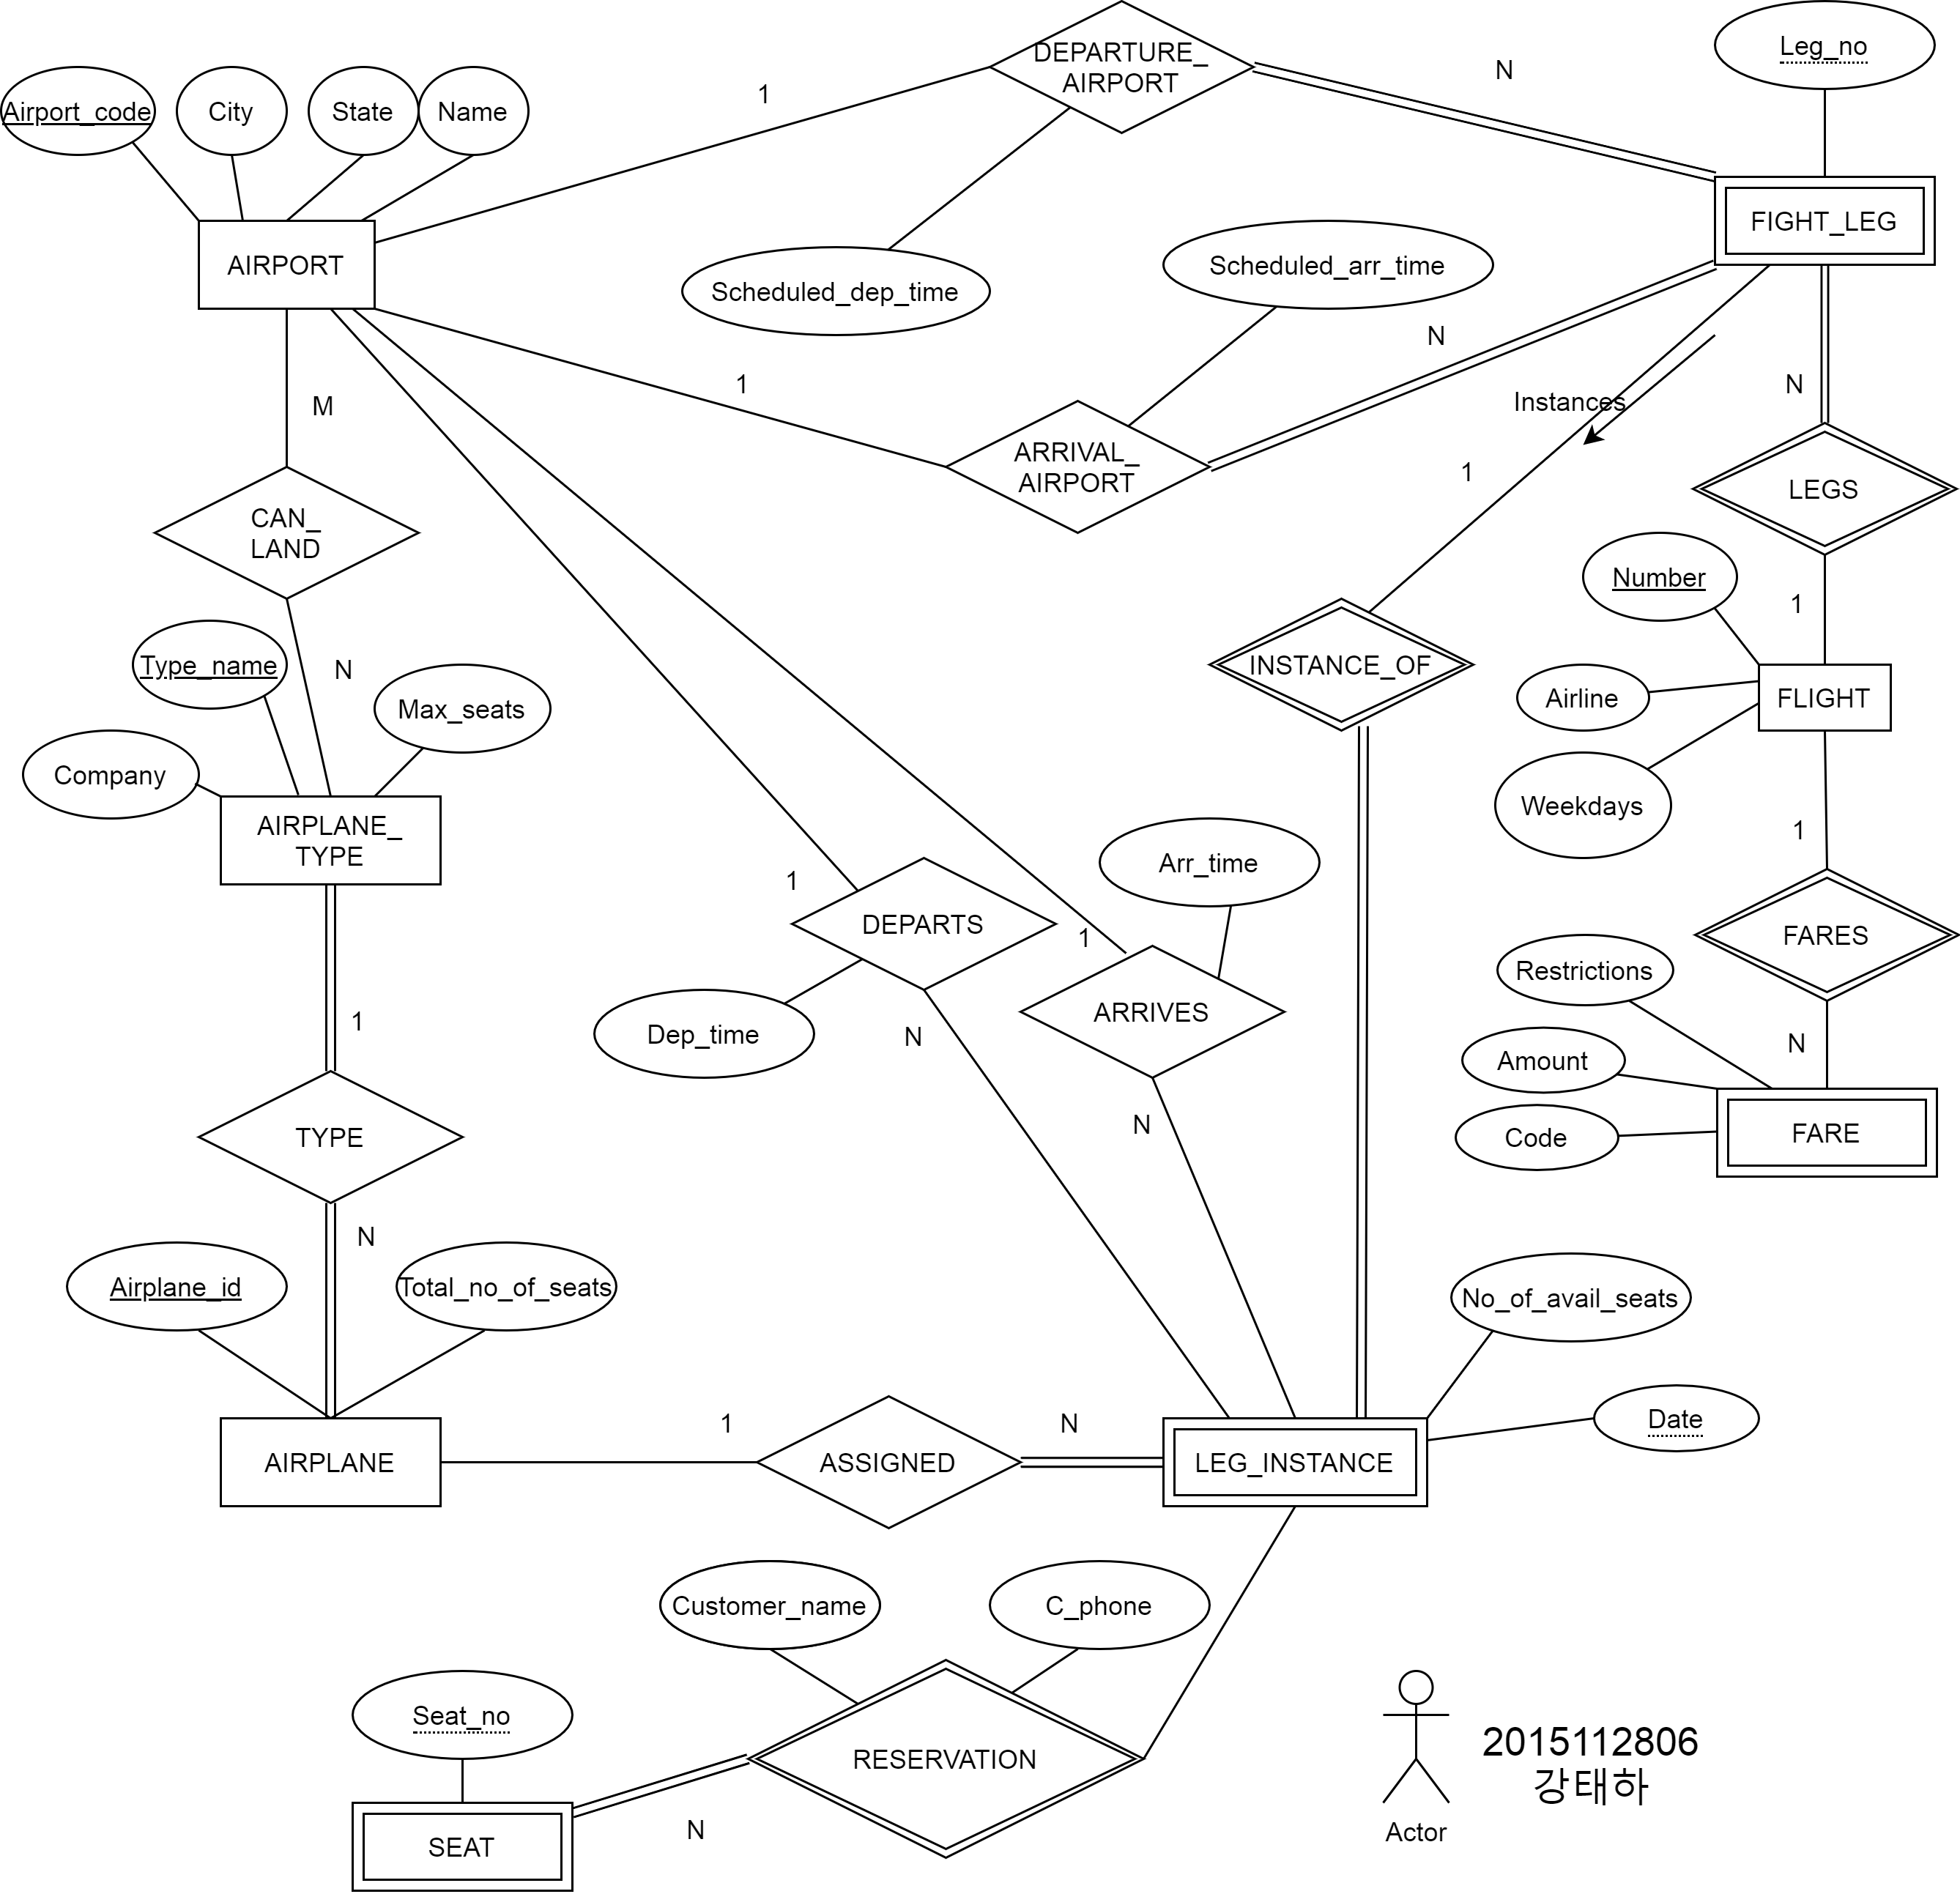 DEPARTURE_
AIRPORT
Leg_no
N
1
Airport_code
City
State
Name
FIGHT_LEG
AIRPORT
Scheduled_dep_time
Scheduled_arr_time
N
1
N
M
Instances
ARRIVAL_
AIRPORT
1
LEGS
CAN_
LAND
Number
1
Type_name
N
INSTANCE_OF
Max_seats
Airline
FLIGHT
Company
Weekdays
AIRPLANE_
TYPE
1
Arr_time
1
DEPARTS
1
FARES
Restrictions
1
Dep_time
N
ARRIVES
N
Amount
TYPE
N
Code
FARE
N
Airplane_id
Total_no_of_seats
No_of_avail_seats
1
N
Date
AIRPLANE
ASSIGNED
LEG_INSTANCE
Customer_name
C_phone
Seat_no
RESERVATION
2015112806
강태하
N
Actor
SEAT